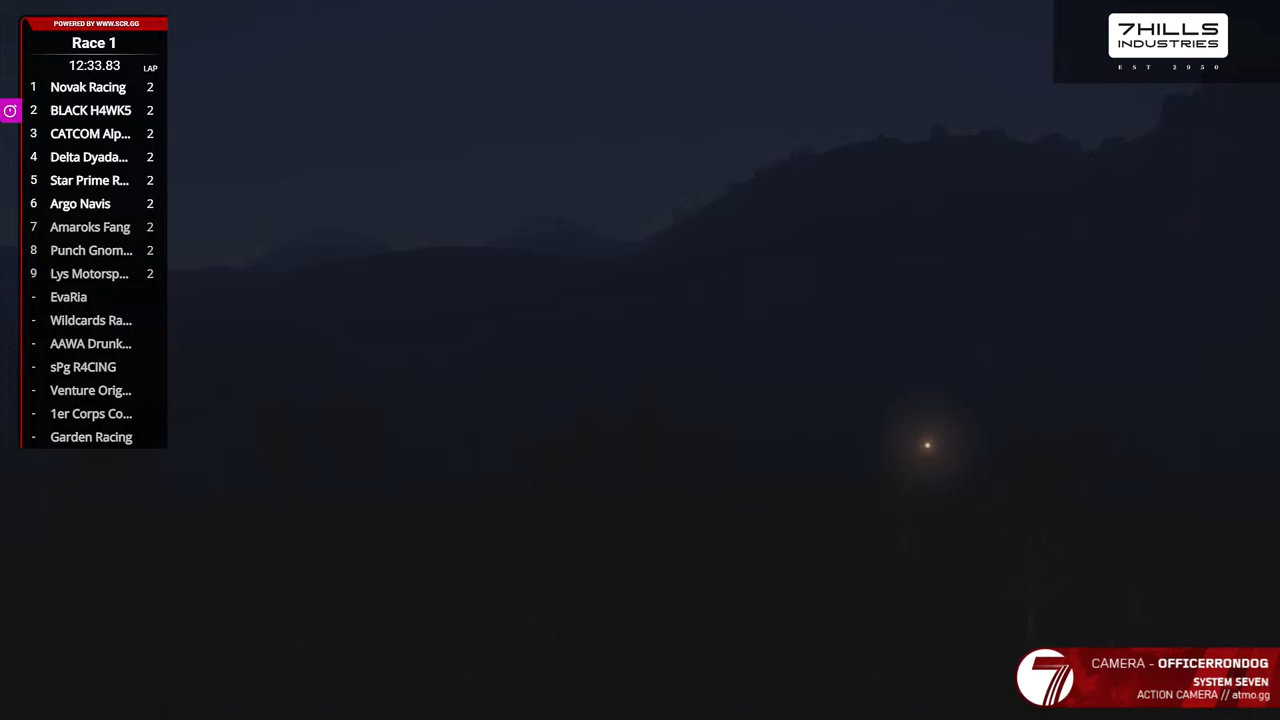 POWERED BY WWW.SCR.GG
Race 1
12:33.83 LAP
1 Novak Racing 2
2 BLACK H4WK5 2
3 CATCOM Alp... 2
4 Delta Dyada... 2
5 Star Prime R... 2
6 Argo Navis 2
7 Amaroks Fang 2
8 Punch Gnom... 2
9 Lys Motorsp... 2
- EvaRia
- Wildcards Ra...
- AAWA Drunk...
- sPg R4CING
- Venture Orig...
- 1er Corps Co...
- Garden Racing
7HILLS
INDUSTRIES
EST 2950
7
CAMERA - OFFICERRONDOG
SYSTEM SEVEN
ACTION CAMERA // atmo.gg